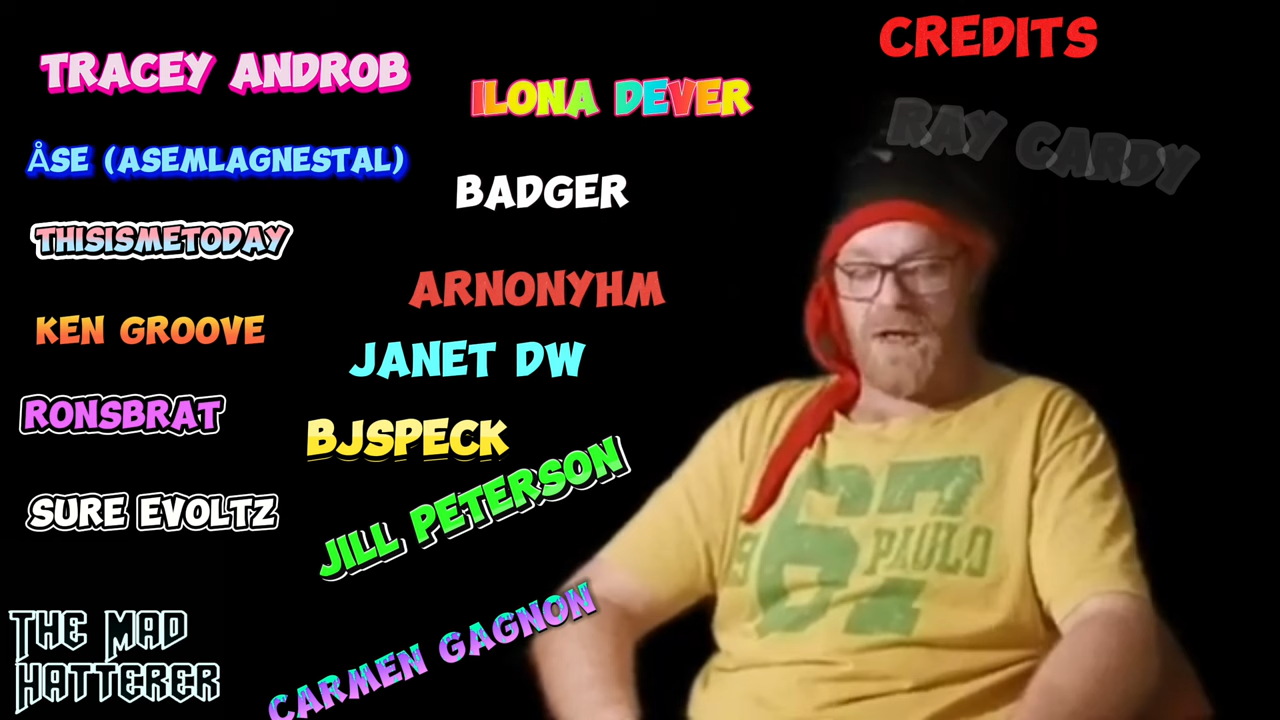 CREDITS
TRACEY ANDROB
ILONA DEVER
RAY CARDY
ÅSE (ASEMLAGNESTAL)
BADGER
THISISMETODAY
ARNONYHM
KEN GROOVE
JANET DW
RONSBRAT
BJSPECK
JILL PETERSON
SURE EVOLTZ
CARMEN GAGNON
THE MAD
HATTERER
67
PAULO